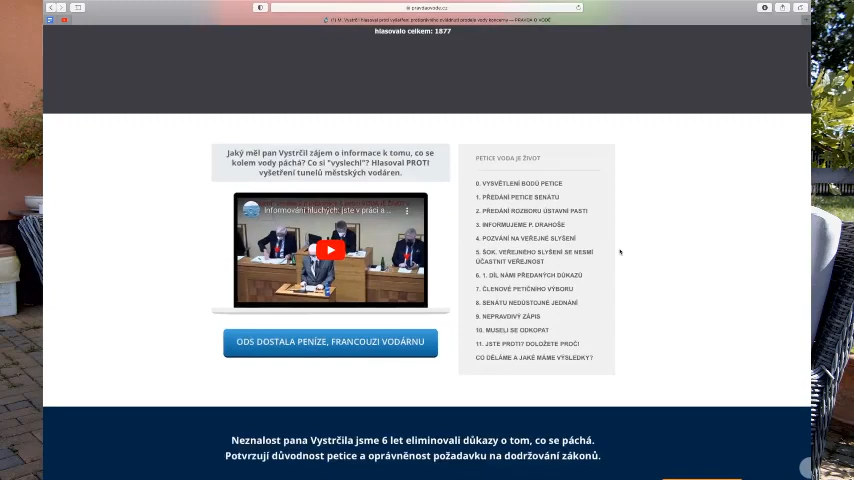 pravdaovode.cz
hlasovalo celkem: 1877
Jaký měl pan Vystrčil zájem o informace k tomu, co se
kolem vody páchá? Co si "vyslechl"? Hlasoval PROTI
vyšetření tunelů městských vodáren.
Informování hluchých: jste v práci a ...
ODS DOSTALA PENÍZE, FRANCOUZI VODÁRNU
PETICE VODA JE ŽIVOT
0. VYSVĚTLENÍ BODŮ PETICE
1. PŘEDÁNÍ PETICE SENÁTU
2. PŘEDÁNÍ ROZBORU ÚSTAVNÍ PASTI
3. INFORMUJEME P. DRAHOŠE
4. POZVÁNÍ NA VEŘEJNÉ SLYŠENÍ
5. ŠOK. VEŘEJNÉHO SLYŠENÍ SE NESMÍ
ÚČASTNIT VEŘEJNOST
6. 1. DÍL NÁMI PŘEDANÝCH DŮKAZŮ
7. ČLENOVÉ PETIČNÍHO VÝBORU
8. SENÁTU NEDŮSTOJNÉ JEDNÁNÍ
9. NEPRAVDIVÝ ZÁPIS
10. MUSELI SE ODKOPAT
11. JSTE PROTI? DOLOŽTE PROČ!
CO DĚLÁME A JAKÉ MÁME VÝSLEDKY?
Neznalost pana Vystrčila jsme 6 let eliminovali důkazy o tom, co se páchá.
Potvrzují důvodnost petice a oprávněnost požadavku na dodržování zákonů.